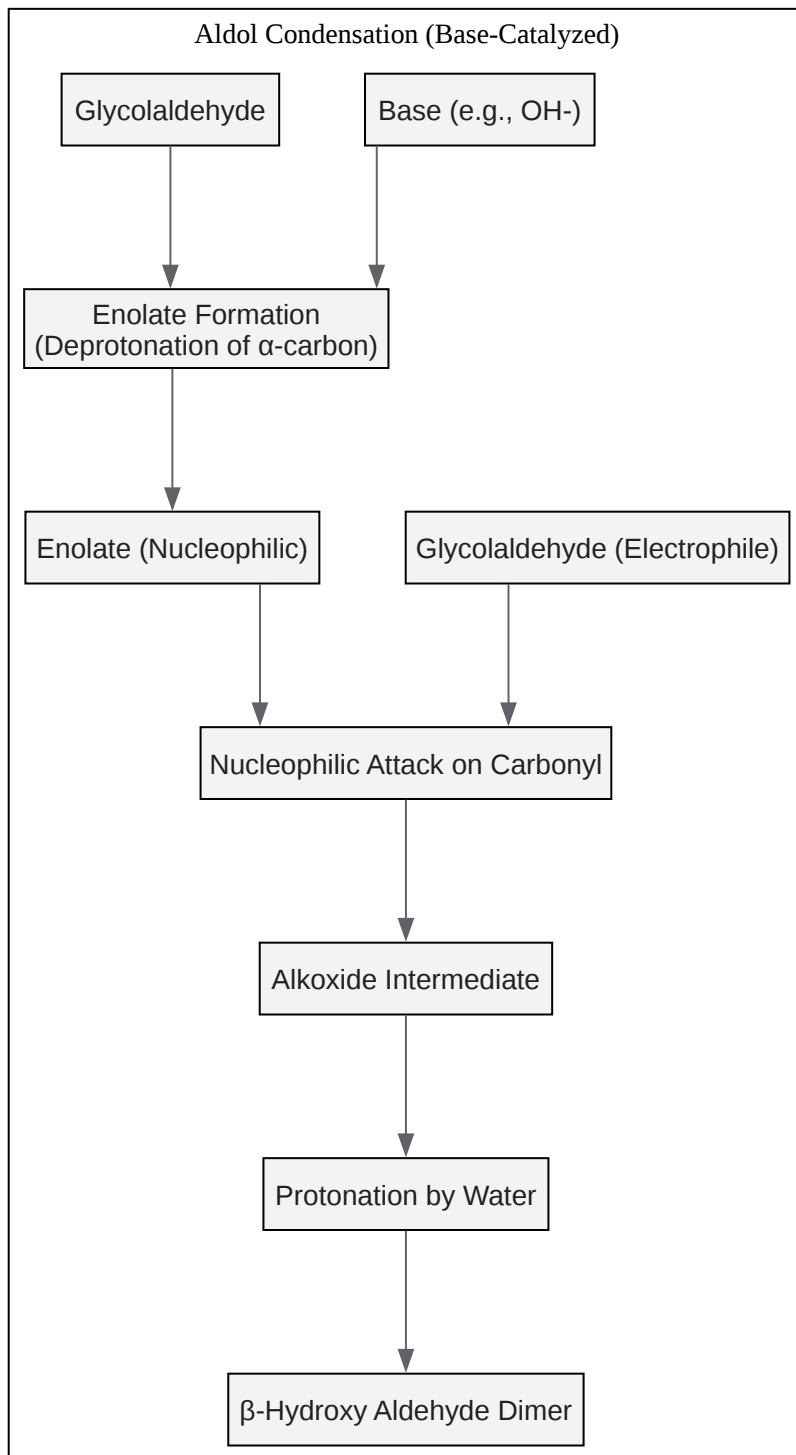 Aldol Condensation (Base-Catalyzed)
Glycolaldehyde
Base (e.g., OH-)
Enolate Formation
(Deprotonation of α-carbon)
Enolate (Nucleophilic)
Glycolaldehyde (Electrophile)
Nucleophilic Attack on Carbonyl
Alkoxide Intermediate
Protonation by Water
β-Hydroxy Aldehyde Dimer